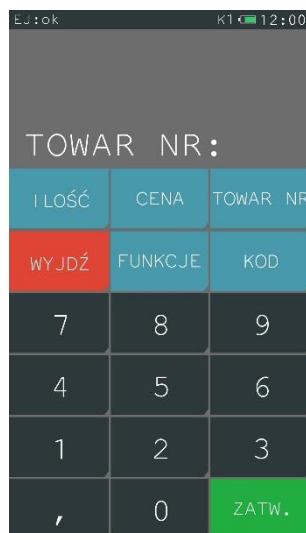 EJ:ok K1 12:00
TOWAR NR:
ILOŚĆ CENA TOWAR NR
WYJDŹ FUNKCJE KOD
7 8 9
4 5 6
1 2 3
, 0 ZATW.